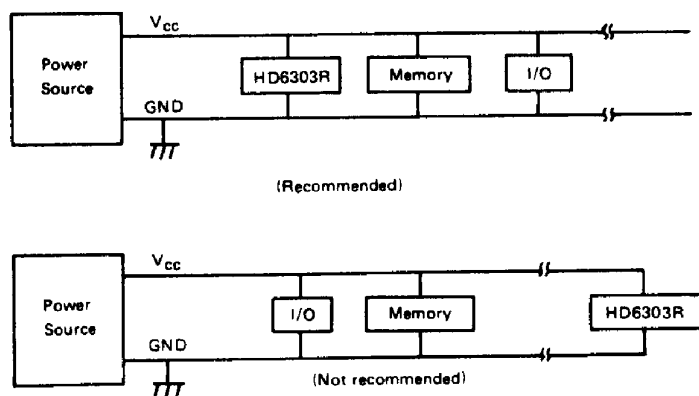 Vcc
Power
Source
HD6303R
Memory
I/O
GND
(Recommended)
Vcc
Power
Source
I/O
Memory
HD6303R
GND
(Not recommended)